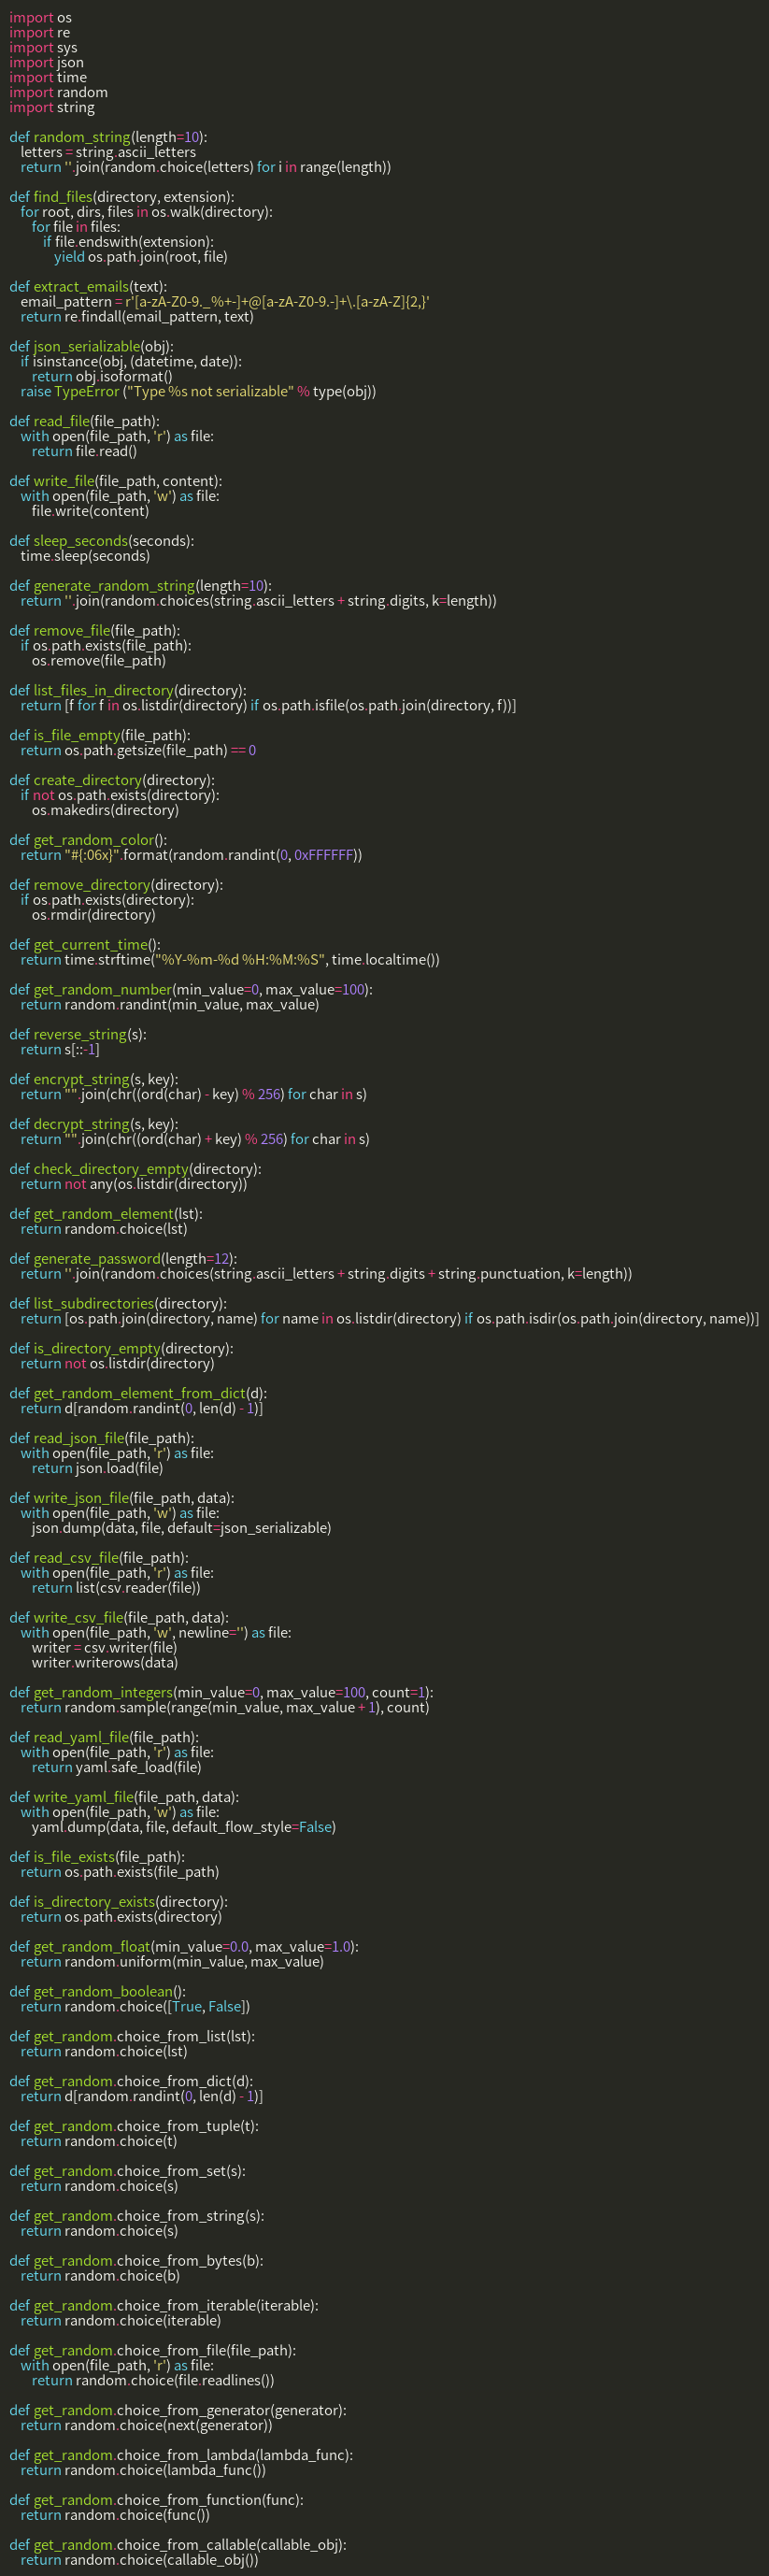 import os
import re
import sys
import json
import time
import random
import string

def random_string(length=10):
    letters = string.ascii_letters
    return ''.join(random.choice(letters) for i in range(length))

def find_files(directory, extension):
    for root, dirs, files in os.walk(directory):
        for file in files:
            if file.endswith(extension):
                yield os.path.join(root, file)

def extract_emails(text):
    email_pattern = r'[a-zA-Z0-9._%+-]+@[a-zA-Z0-9.-]+\.[a-zA-Z]{2,}'
    return re.findall(email_pattern, text)

def json_serializable(obj):
    if isinstance(obj, (datetime, date)):
        return obj.isoformat()
    raise TypeError ("Type %s not serializable" % type(obj))

def read_file(file_path):
    with open(file_path, 'r') as file:
        return file.read()

def write_file(file_path, content):
    with open(file_path, 'w') as file:
        file.write(content)

def sleep_seconds(seconds):
    time.sleep(seconds)

def generate_random_string(length=10):
    return ''.join(random.choices(string.ascii_letters + string.digits, k=length))

def remove_file(file_path):
    if os.path.exists(file_path):
        os.remove(file_path)

def list_files_in_directory(directory):
    return [f for f in os.listdir(directory) if os.path.isfile(os.path.join(directory, f))]

def is_file_empty(file_path):
    return os.path.getsize(file_path) == 0

def create_directory(directory):
    if not os.path.exists(directory):
        os.makedirs(directory)

def get_random_color():
    return "#{:06x}".format(random.randint(0, 0xFFFFFF))

def remove_directory(directory):
    if os.path.exists(directory):
        os.rmdir(directory)

def get_current_time():
    return time.strftime("%Y-%m-%d %H:%M:%S", time.localtime())

def get_random_number(min_value=0, max_value=100):
    return random.randint(min_value, max_value)

def reverse_string(s):
    return s[::-1]

def encrypt_string(s, key):
    return "".join(chr((ord(char) - key) % 256) for char in s)

def decrypt_string(s, key):
    return "".join(chr((ord(char) + key) % 256) for char in s)

def check_directory_empty(directory):
    return not any(os.listdir(directory))

def get_random_element(lst):
    return random.choice(lst)

def generate_password(length=12):
    return ''.join(random.choices(string.ascii_letters + string.digits + string.punctuation, k=length))

def list_subdirectories(directory):
    return [os.path.join(directory, name) for name in os.listdir(directory) if os.path.isdir(os.path.join(directory, name))]

def is_directory_empty(directory):
    return not os.listdir(directory)

def get_random_element_from_dict(d):
    return d[random.randint(0, len(d) - 1)]

def read_json_file(file_path):
    with open(file_path, 'r') as file:
        return json.load(file)

def write_json_file(file_path, data):
    with open(file_path, 'w') as file:
        json.dump(data, file, default=json_serializable)

def read_csv_file(file_path):
    with open(file_path, 'r') as file:
        return list(csv.reader(file))

def write_csv_file(file_path, data):
    with open(file_path, 'w', newline='') as file:
        writer = csv.writer(file)
        writer.writerows(data)

def get_random_integers(min_value=0, max_value=100, count=1):
    return random.sample(range(min_value, max_value + 1), count)

def read_yaml_file(file_path):
    with open(file_path, 'r') as file:
        return yaml.safe_load(file)

def write_yaml_file(file_path, data):
    with open(file_path, 'w') as file:
        yaml.dump(data, file, default_flow_style=False)

def is_file_exists(file_path):
    return os.path.exists(file_path)

def is_directory_exists(directory):
    return os.path.exists(directory)

def get_random_float(min_value=0.0, max_value=1.0):
    return random.uniform(min_value, max_value)

def get_random_boolean():
    return random.choice([True, False])

def get_random.choice_from_list(lst):
    return random.choice(lst)

def get_random.choice_from_dict(d):
    return d[random.randint(0, len(d) - 1)]

def get_random.choice_from_tuple(t):
    return random.choice(t)

def get_random.choice_from_set(s):
    return random.choice(s)

def get_random.choice_from_string(s):
    return random.choice(s)

def get_random.choice_from_bytes(b):
    return random.choice(b)

def get_random.choice_from_iterable(iterable):
    return random.choice(iterable)

def get_random.choice_from_file(file_path):
    with open(file_path, 'r') as file:
        return random.choice(file.readlines())

def get_random.choice_from_generator(generator):
    return random.choice(next(generator))

def get_random.choice_from_lambda(lambda_func):
    return random.choice(lambda_func())

def get_random.choice_from_function(func):
    return random.choice(func())

def get_random.choice_from_callable(callable_obj):
    return random.choice(callable_obj())